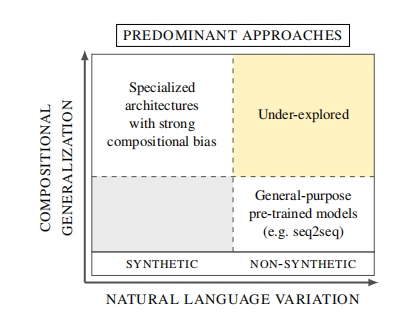 PREDOMINANT APPROACHES
COMPOSITIONAL
GENERALIZATION
Specialized
architectures
with strong
compositional bias
Under-explored
General-purpose
pre-trained models
(e.g. seq2seq)
SYNTHETIC
NON-SYNTHETIC
NATURAL LANGUAGE VARIATION